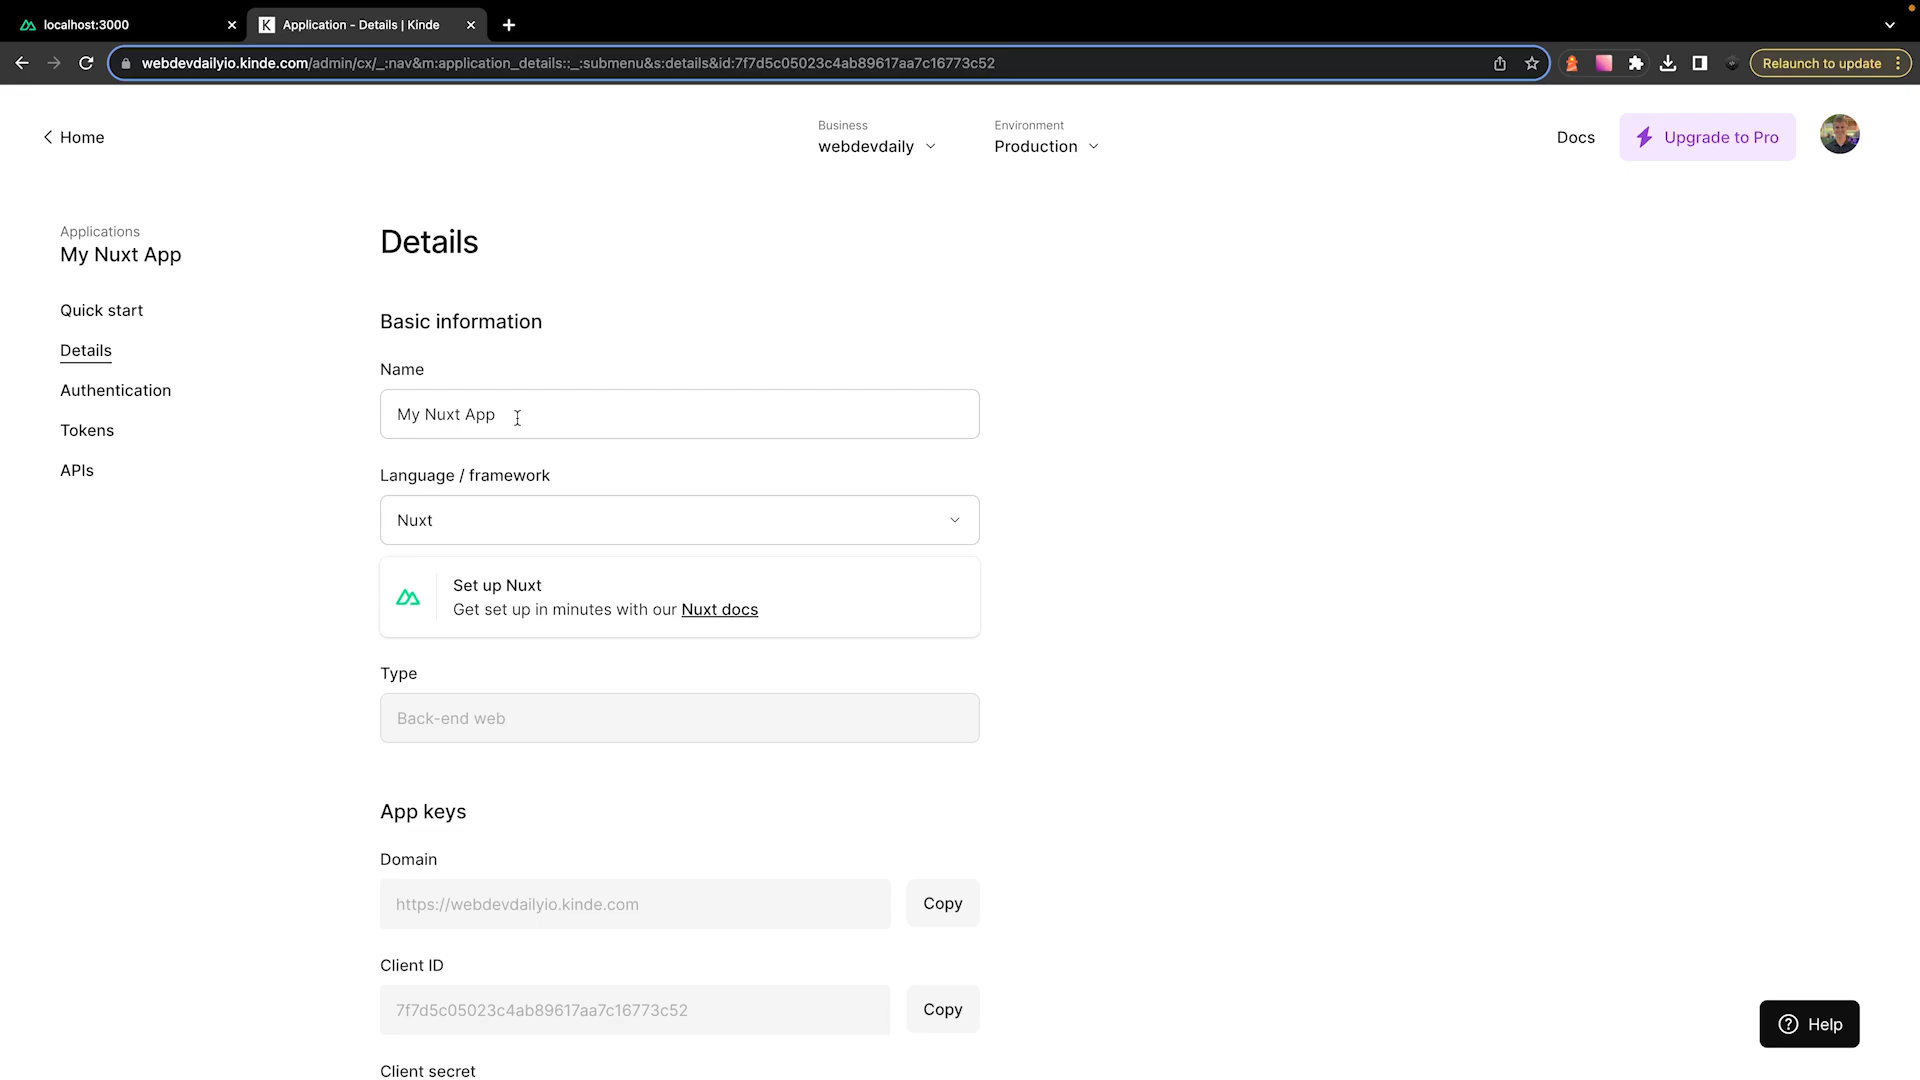 localhost:3000
Application - Details | Kinde
webdevdailyio.kinde.com/admin/cx/_:nav&m:application_details::_:submenu&s:details&id:7f7d5c05023c4ab89617aa7c16773c52
Relaunch to update
Home
Business
webdevdaily
Environment
Production
Docs
Upgrade to Pro
Applications
My Nuxt App
Quick start
Details
Authentication
Tokens
APIs
Details
Basic information
Name
My Nuxt App
Language / framework
Nuxt
Set up Nuxt
Get set up in minutes with our Nuxt docs
Type
Back-end web
App keys
Domain
https://webdevdailyio.kinde.com
Copy
Client ID
7f7d5c05023c4ab89617aa7c16773c52
Copy
Client secret
Help